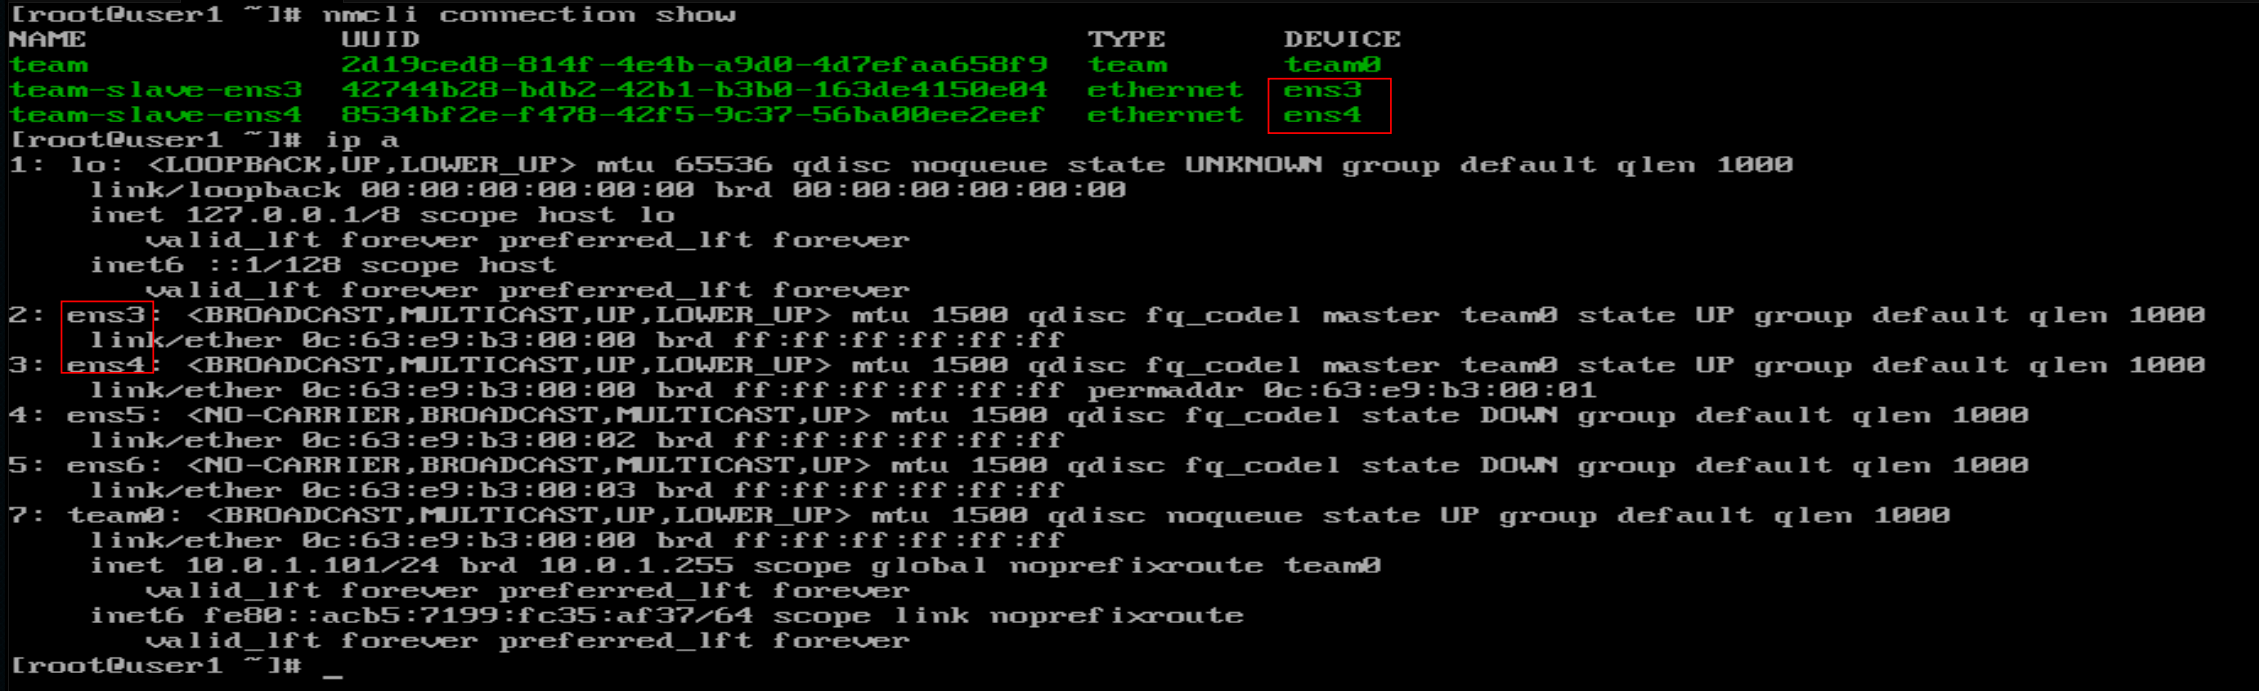 [root@user1 ~]# nmcli connection show
NAME UUID TYPE DEVICE
team 2d19ced8-814f-4e4b-a9d0-4d7efaa658f9 team team0
team-slave-ens3 42744b28-bdb2-42b1-b3b0-163de4150e04 ethernet ens3
team-slave-ens4 8534bf2e-f478-42f5-9c37-56ba00ee2eef ethernet ens4
[root@user1 ~]# ip a
1: lo: <LOOPBACK,UP,LOWER_UP> mtu 65536 qdisc noqueue state UNKNOWN group default qlen 1000
link/loopback 00:00:00:00:00:00 brd 00:00:00:00:00:00
inet 127.0.0.1/8 scope host lo
valid_lft forever preferred_lft forever
inet6 ::1/128 scope host
valid_lft forever preferred_lft forever
2: ens3: <BROADCAST,MULTICAST,UP,LOWER_UP> mtu 1500 qdisc fq_codel master team0 state UP group default qlen 1000
link/ether 0c:63:e9:b3:00:00 brd ff:ff:ff:ff:ff:ff
3: ens4: <BROADCAST,MULTICAST,UP,LOWER_UP> mtu 1500 qdisc fq_codel master team0 state UP group default qlen 1000
link/ether 0c:63:e9:b3:00:00 brd ff:ff:ff:ff:ff:ff permaddr 0c:63:e9:b3:00:01
4: ens5: <NO-CARRIER,BROADCAST,MULTICAST,UP> mtu 1500 qdisc fq_codel state DOWN group default qlen 1000
link/ether 0c:63:e9:b3:00:02 brd ff:ff:ff:ff:ff:ff
5: ens6: <NO-CARRIER,BROADCAST,MULTICAST,UP> mtu 1500 qdisc fq_codel state DOWN group default qlen 1000
link/ether 0c:63:e9:b3:00:03 brd ff:ff:ff:ff:ff:ff
7: team0: <BROADCAST,MULTICAST,UP,LOWER_UP> mtu 1500 qdisc noqueue state UP group default qlen 1000
link/ether 0c:63:e9:b3:00:00 brd ff:ff:ff:ff:ff:ff
inet 10.0.1.101/24 brd 10.0.1.255 scope global noprefixroute team0
valid_lft forever preferred_lft forever
inet6 fe80::acb5:7199:fc35:af37/64 scope link noprefixroute
valid_lft forever preferred_lft forever
[root@user1 ~]# _